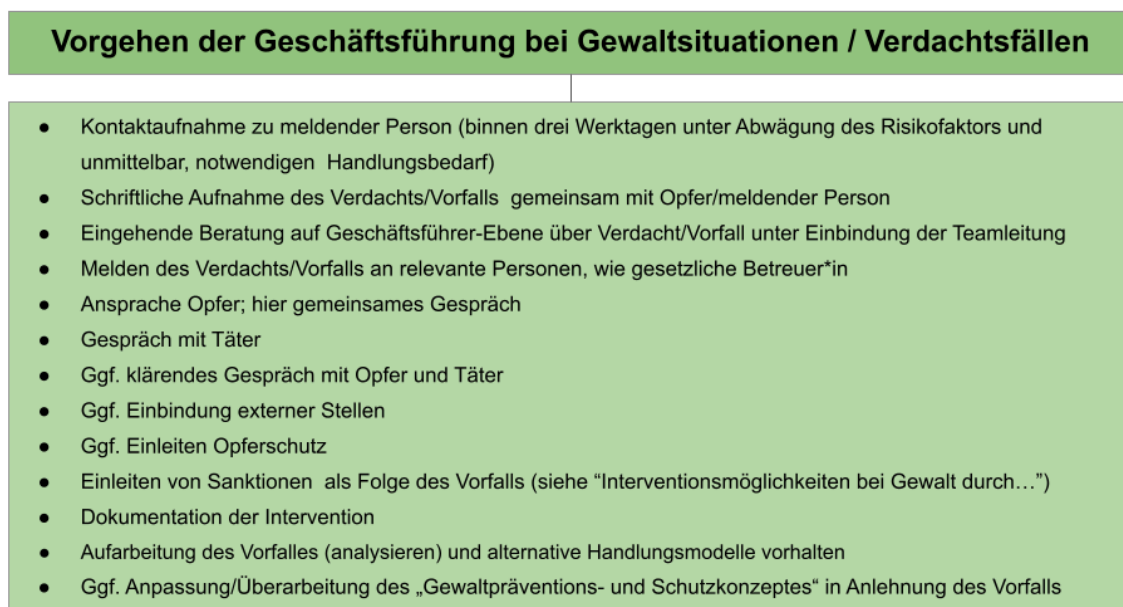 Vorgehen der Geschäftsführung bei Gewaltsituationen / Verdachtsfällen
● Kontaktaufnahme zu meldender Person (binnen drei Werktagen unter Abwägung des Risikofaktors und
unmittelbar, notwendigen Handlungsbedarf)
● Schriftliche Aufnahme des Verdachts/Vorfalls gemeinsam mit Opfer/meldender Person
● Eingehende Beratung auf Geschäftsführer-Ebene über Verdacht/Vorfall unter Einbindung der Teamleitung
● Melden des Verdachts/Vorfalls an relevante Personen, wie gesetzliche Betreuer*in
● Ansprache Opfer; hier gemeinsames Gespräch
● Gespräch mit Täter
● Ggf. klärendes Gespräch mit Opfer und Täter
● Ggf. Einbindung externer Stellen
● Ggf. Einleiten Opferschutz
● Einleiten von Sanktionen als Folge des Vorfalls (siehe “Interventionsmöglichkeiten bei Gewalt durch…”)
● Dokumentation der Intervention
● Aufarbeitung des Vorfalles (analysieren) und alternative Handlungsmodelle vorhalten
● Ggf. Anpassung/Überarbeitung des „Gewaltpräventions- und Schutzkonzeptes“ in Anlehnung des Vorfalls